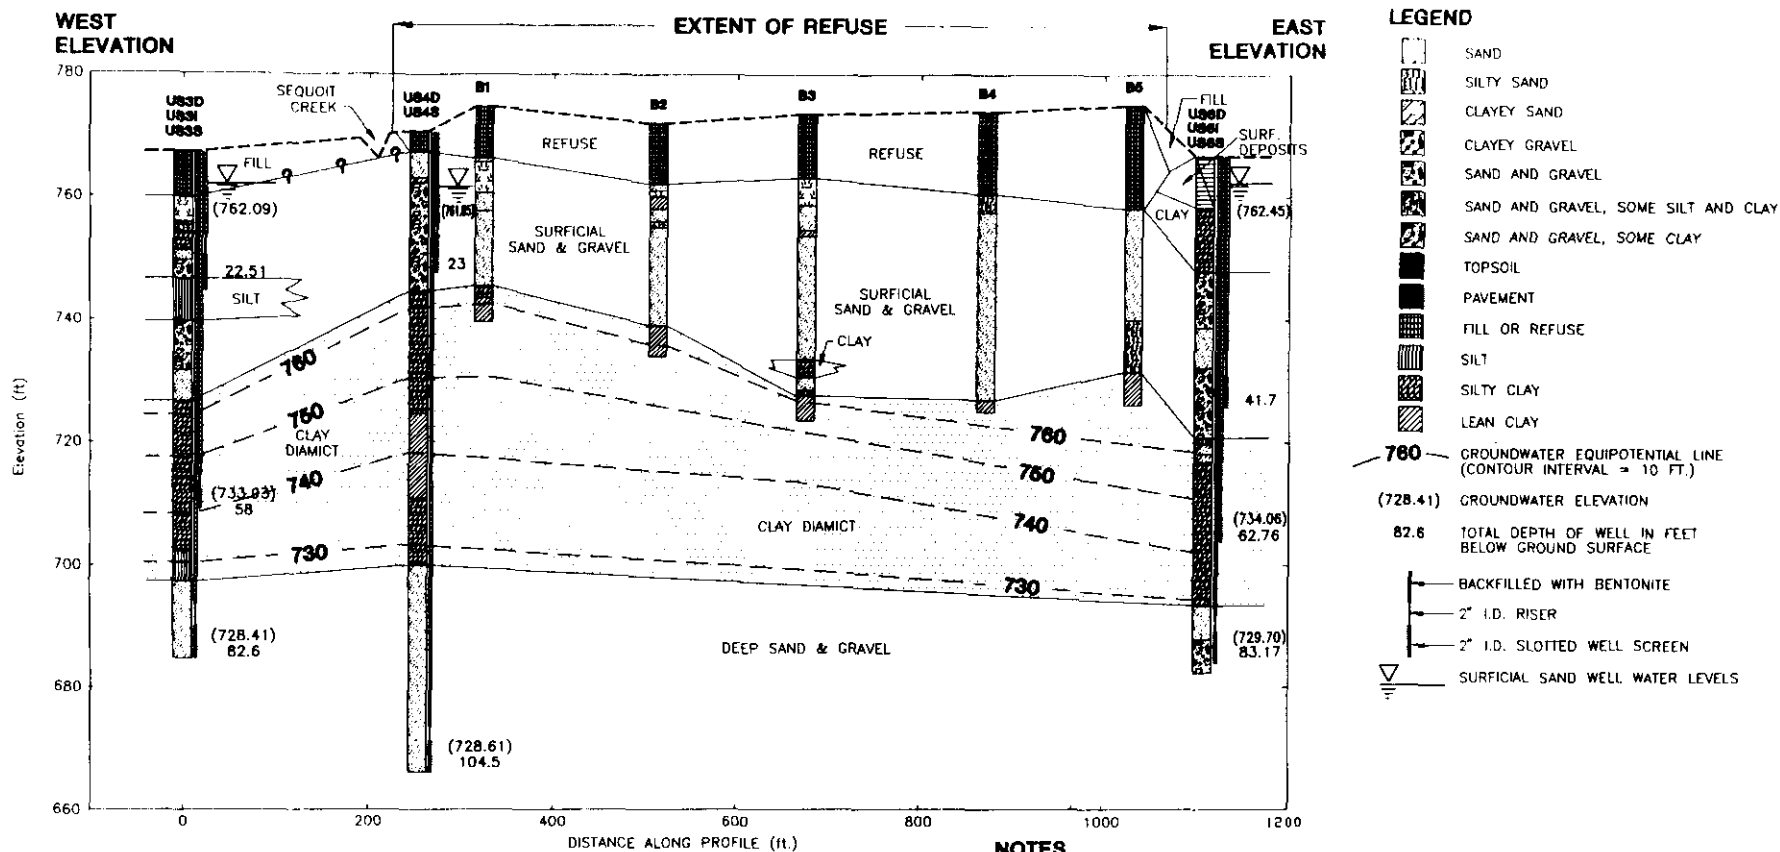 WEST
ELEVATION
EXTENT OF REFUSE
EAST
ELEVATION
780
760
740
720
700
680
660
Elevation (ft)
0
200
400
600
800
1000
1200
DISTANCE ALONG PROFILE (ft.)
NOTES
US3D
US3I
US3S
SEQUOIT
CREEK
US4D
US4S
B1
B2
B3
B4
B5
FILL
US6D
US6I
US6S
SURF.
DEPOSITS
FILL
?
?
?
REFUSE
REFUSE
(762.09)
(761.85)
(762.45)
CLAY
SURFICIAL
SAND & GRAVEL
22.51
23
SILT
SURFICIAL
SAND & GRAVEL
CLAY
760
750
CLAY
DIAMICT
740
(733.93)
58
730
41.7
760
750
740
CLAY DIAMICT
(734.06)
62.76
730
(728.41)
82.6
DEEP SAND & GRAVEL
(729.70)
83.17
(728.61)
104.5
LEGEND
SAND
SILTY SAND
CLAYEY SAND
CLAYEY GRAVEL
SAND AND GRAVEL
SAND AND GRAVEL, SOME SILT AND CLAY
SAND AND GRAVEL, SOME CLAY
TOPSOIL
PAVEMENT
FILL OR REFUSE
SILT
SILTY CLAY
LEAN CLAY
760 GROUNDWATER EQUIPOTENTIAL LINE
(CONTOUR INTERVAL = 10 FT.)
(728.41) GROUNDWATER ELEVATION
82.6 TOTAL DEPTH OF WELL IN FEET
BELOW GROUND SURFACE
BACKFILLED WITH BENTONITE
2" I.D. RISER
2" I.D. SLOTTED WELL SCREEN
SURFICIAL SAND WELL WATER LEVELS